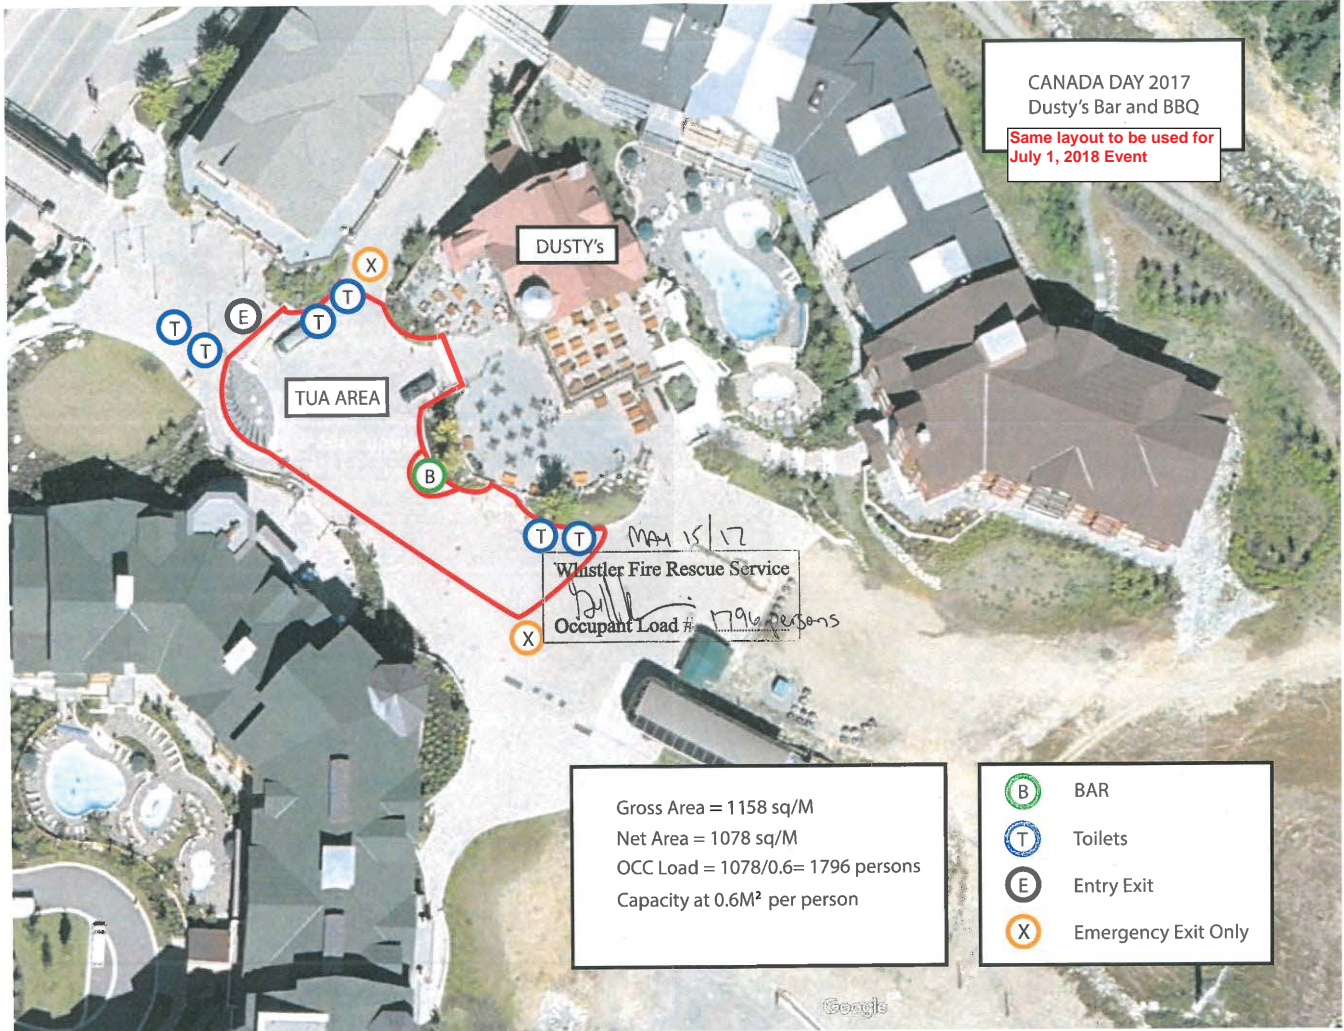 CANADA DAY 2017
Dusty's Bar and BBQ
Same layout to be used for
July 1, 2018 Event
DUSTY's
X
T
T
E
T
T
TUA AREA
B
T
T
MAY 15/17
Whistler Fire Rescue Service
Occupant Load # 1796 persons
X
Gross Area = 1158 sq/M
Net Area = 1078 sq/M
OCC Load = 1078/0.6= 1796 persons
Capacity at 0.6M² per person
B BAR
T Toilets
E Entry Exit
X Emergency Exit Only
Google